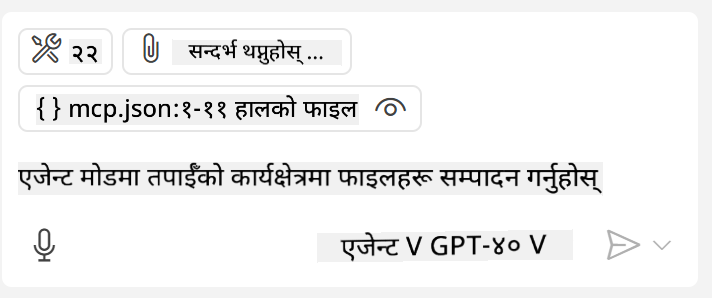 २२ सन्दर्भ थप्नुहोस् ...
{ } mcp.json:१-११ हालको फाइल
एजेन्ट मोडमा तपाईँको कार्यक्षेत्रमा फाइलहरू सम्पादन गर्नुहोस्
एजेन्ट V GPT-४० V